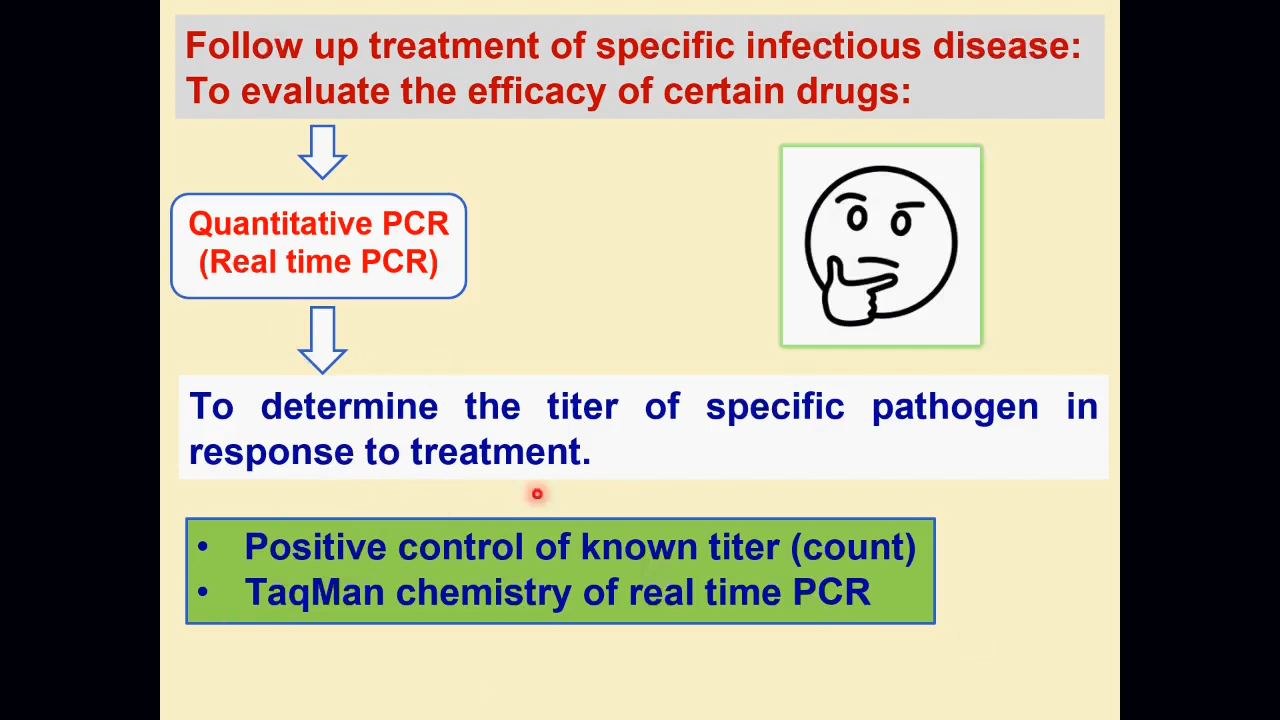 Follow up treatment of specific infectious disease:
To evaluate the efficacy of certain drugs:
Quantitative PCR
(Real time PCR)
To determine the titer of specific pathogen in
response to treatment.
• Positive control of known titer (count)
• TaqMan chemistry of real time PCR